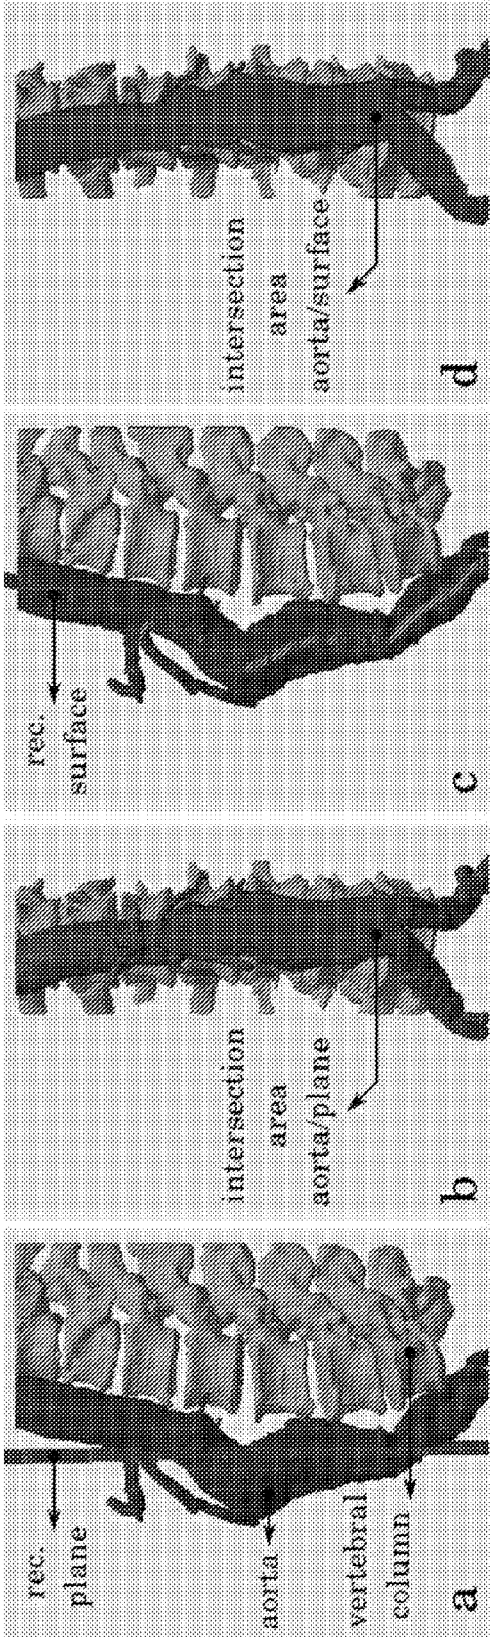 rec.
plane
aorta
vertebral
column
a
intersection
area
aorta/plane
b
rec.
surface
c
intersection
area
aorta/surface
d